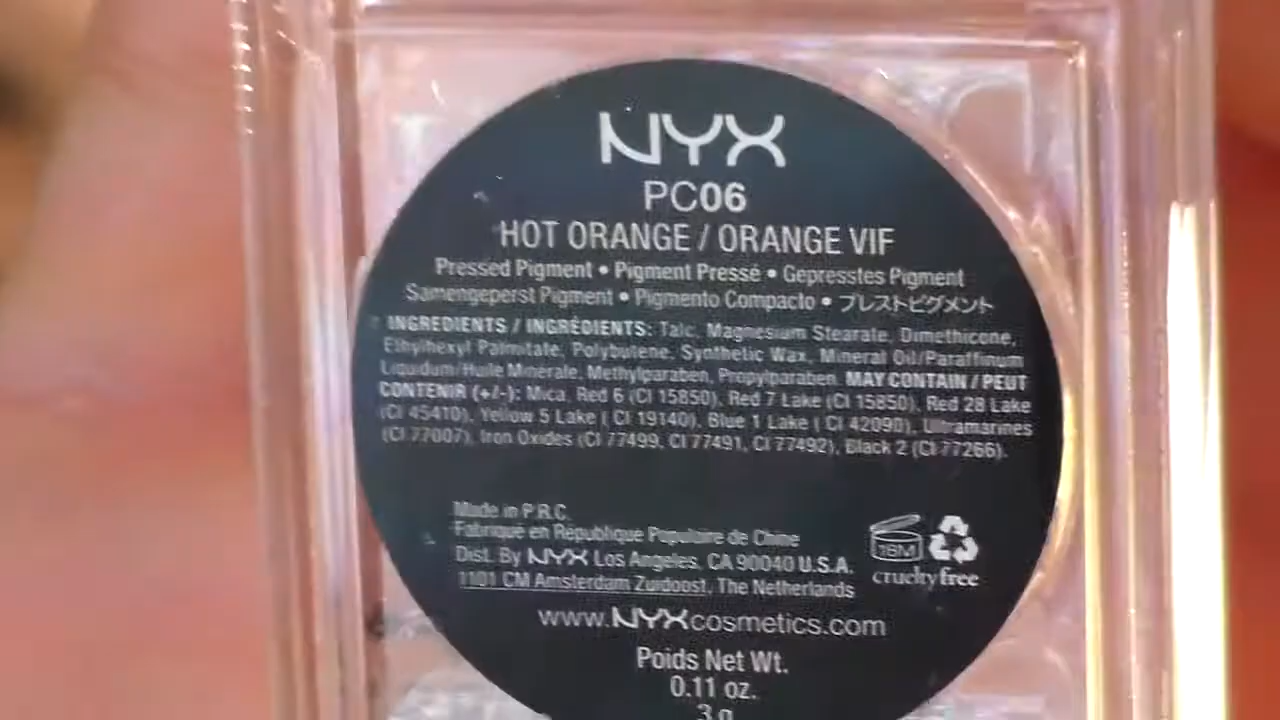 NYX
PC06
HOT ORANGE / ORANGE VIF
Pressed Pigment • Pigment Pressé • Gepresstes Pigment
Samengeperst Pigment • Pigmento Compacto • プレストピグメント
INGREDIENTS / INGRÉDIENTS: Talc, Magnesium Stearate, Dimethicone,
Ethylhexyl Palmitate, Polybutene, Synthetic Wax, Mineral Oil/Paraffinum
Liquidum/Huile Minerale, Methylparaben, Propylparaben. MAY CONTAIN / PEUT
CONTENIR (+/-): Mica, Red 6 (CI 15850), Red 7 Lake (CI 15850), Red 28 Lake
(CI 45410), Yellow 5 Lake ( CI 19140), Blue 1 Lake ( CI 42090), Ultramarines
(CI 77007), Iron Oxides (CI 77499, CI 77491, CI 77492), Black 2 (CI 77266).
Made in P.R.C.
Fabriqué en République Populaire de Chine
Dist. By NYX Los Angeles, CA 90040 U.S.A.
1101 CM Amsterdam Zuidoost, The Netherlands
18M
cruelty free
www.NYXcosmetics.com
Poids Net Wt.
0.11 oz.
3 g